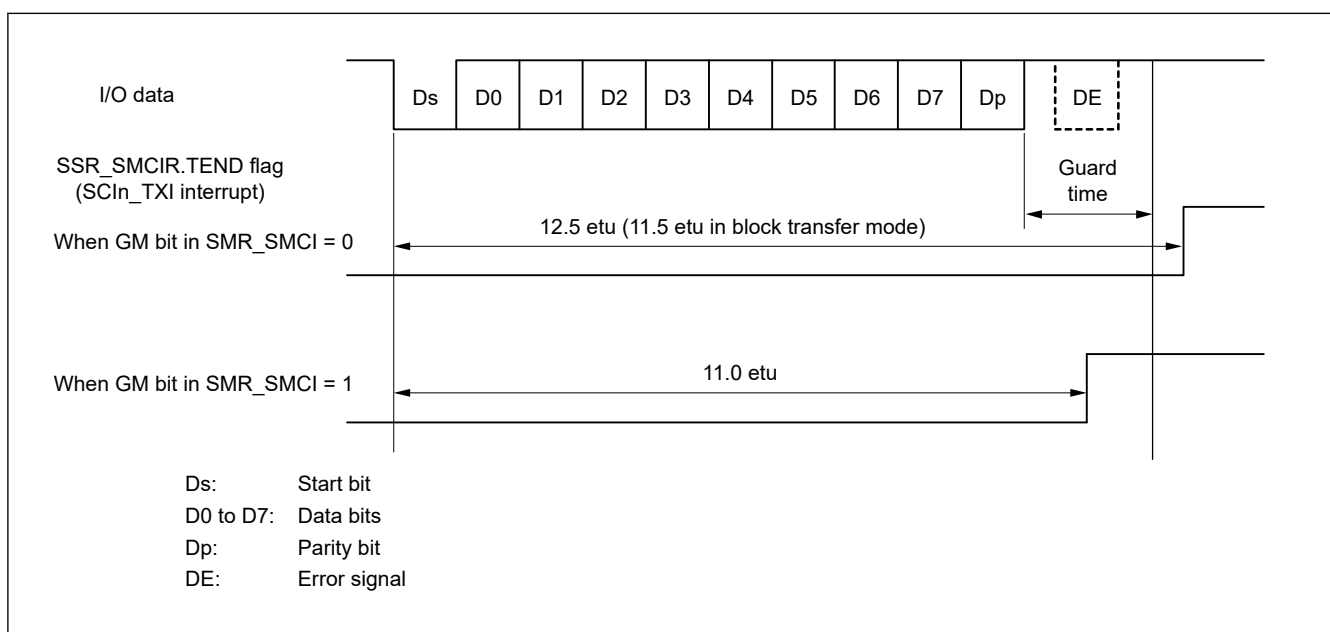 I/O data
Ds D0 D1 D2 D3 D4 D5 D6 D7 Dp DE
SSR_SMCIR.TEND flag
(SCIn_TXI interrupt)
Guard
time
When GM bit in SMR_SMCI = 0
12.5 etu (11.5 etu in block transfer mode)
When GM bit in SMR_SMCI = 1
11.0 etu
Ds: Start bit
D0 to D7: Data bits
Dp: Parity bit
DE: Error signal